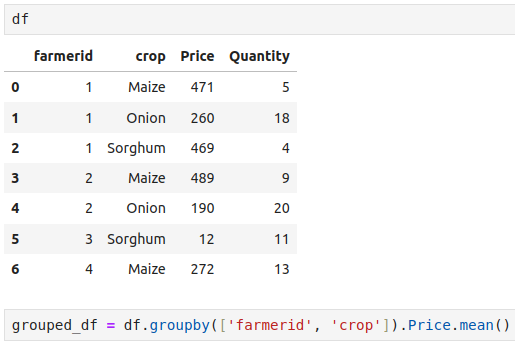 df
farmerid crop Price Quantity
0 1 Maize 471 5
1 1 Onion 260 18
2 1 Sorghum 469 4
3 2 Maize 489 9
4 2 Onion 190 20
5 3 Sorghum 12 11
6 4 Maize 272 13
grouped_df = df.groupby(['farmerid', 'crop']).Price.mean()